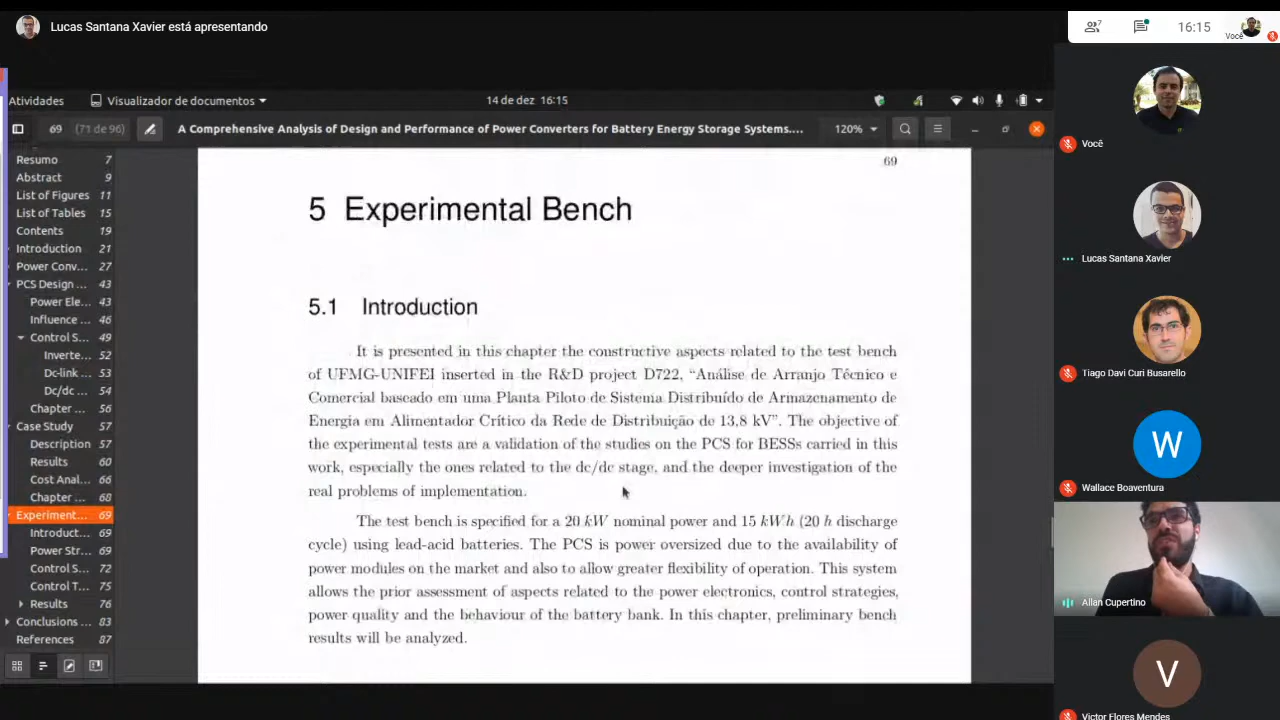 Lucas Santana Xavier está apresentando
7
16:15
Você
Atividades
Visualizador de documentos
14 de dez 16:15
69
(71 de 96)
A Comprehensive Analysis of Design and Performance of Power Converters for Battery Energy Storage Systems....
120%
Resumo 7
Abstract 9
List of Figures 11
List of Tables 15
Contents 19
Introduction 21
Power Conv... 27
PCS Design ... 43
Power Ele... 43
Influence ... 46
Control S... 49
Inverte... 52
Dc-link ... 53
Dc/dc ... 54
Chapter ... 56
Case Study 57
Description 57
Results 60
Cost Anal... 66
Chapter ... 68
Experiment... 69
Introduct... 69
Power Str... 69
Control S... 72
Control T... 75
Results 76
Conclusions ... 83
References 87
69
5 Experimental Bench
5.1 Introduction
It is presented in this chapter the constructive aspects related to the test bench
of UFMG-UNIFEI inserted in the R&D project D722, “Análise de Arranjo Técnico e
Comercial baseado em uma Planta Piloto de Sistema Distribuído de Armazenamento de
Energia em Alimentador Crítico da Rede de Distribuição de 13,8 kV”. The objective of
the experimental tests are a validation of the studies on the PCS for BESSs carried in this
work, especially the ones related to the dc/dc stage, and the deeper investigation of the
real problems of implementation.
The test bench is specified for a 20 kW nominal power and 15 kWh (20 h discharge
cycle) using lead-acid batteries. The PCS is power oversized due to the availability of
power modules on the market and also to allow greater flexibility of operation. This system
allows the prior assessment of aspects related to the power electronics, control strategies,
power quality and the behaviour of the battery bank. In this chapter, preliminary bench
results will be analyzed.
Você
Lucas Santana Xavier
Tiago Davi Curi Busarello
W
Wallace Boaventura
Allan Cupertino
V
Victor Flores Mendes